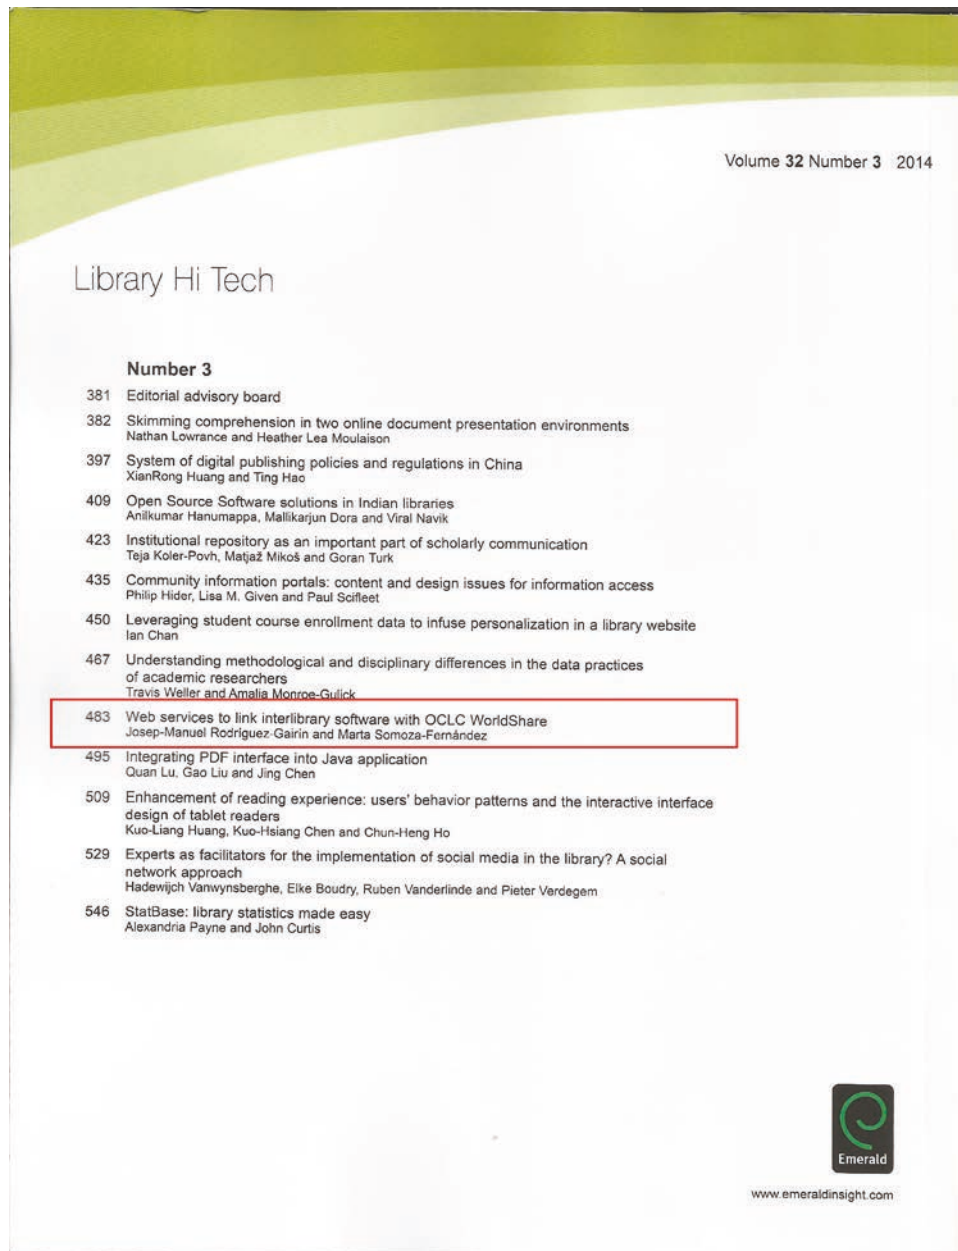 Volume 32 Number 3 2014
Library Hi Tech
Number 3
381 Editorial advisory board
382 Skimming comprehension in two online document presentation environments
Nathan Lowrance and Heather Lea Moulaison
397 System of digital publishing policies and regulations in China
XianRong Huang and Ting Hao
409 Open Source Software solutions in Indian libraries
Anilkumar Hanumappa, Mallikarjun Dora and Viral Navik
423 Institutional repository as an important part of scholarly communication
Teja Koler-Povh, Matjaž Mikoš and Goran Turk
435 Community information portals: content and design issues for information access
Philip Hider, Lisa M. Given and Paul Scifleet
450 Leveraging student course enrollment data to infuse personalization in a library website
Ian Chan
467 Understanding methodological and disciplinary differences in the data practices
of academic researchers
Travis Weller and Amalia Monroe-Gulick
483 Web services to link interlibrary software with OCLC WorldShare
Josep-Manuel Rodríguez-Gairín and Marta Somoza-Fernández
495 Integrating PDF interface into Java application
Quan Lu, Gao Liu and Jing Chen
509 Enhancement of reading experience: users' behavior patterns and the interactive interface
design of tablet readers
Kuo-Liang Huang, Kuo-Hsiang Chen and Chun-Heng Ho
529 Experts as facilitators for the implementation of social media in the library? A social
network approach
Hadewijch Vanwynsberghe, Elke Boudry, Ruben Vanderlinde and Pieter Verdegem
546 StatBase: library statistics made easy
Alexandria Payne and John Curtis
Emerald
www.emeraldinsight.com